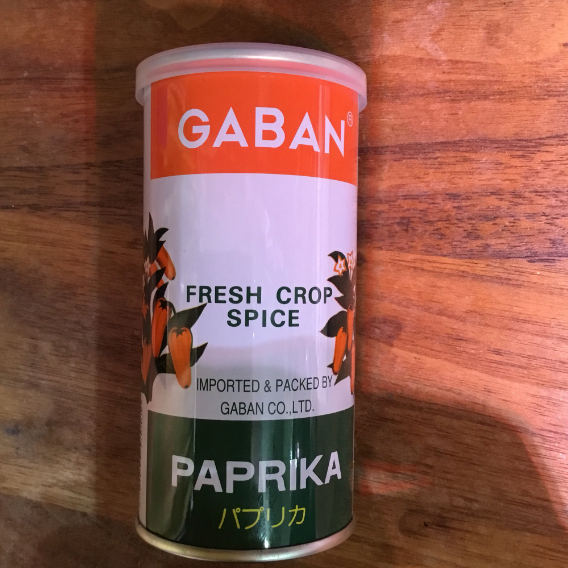 GABAN®
FRESH CROP
SPICE
IMPORTED & PACKED BY
GABAN CO.,LTD.
PAPRIKA
パプリカ